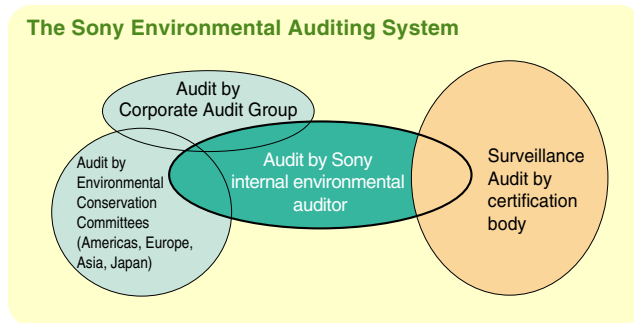 The Sony Environmental Auditing System
Audit by
Corporate Audit Group
Audit by
Environmental
Conservation
Committees
(Americas, Europe,
Asia, Japan)
Audit by Sony
internal environmental
auditor
Surveillance
Audit by
certification
body